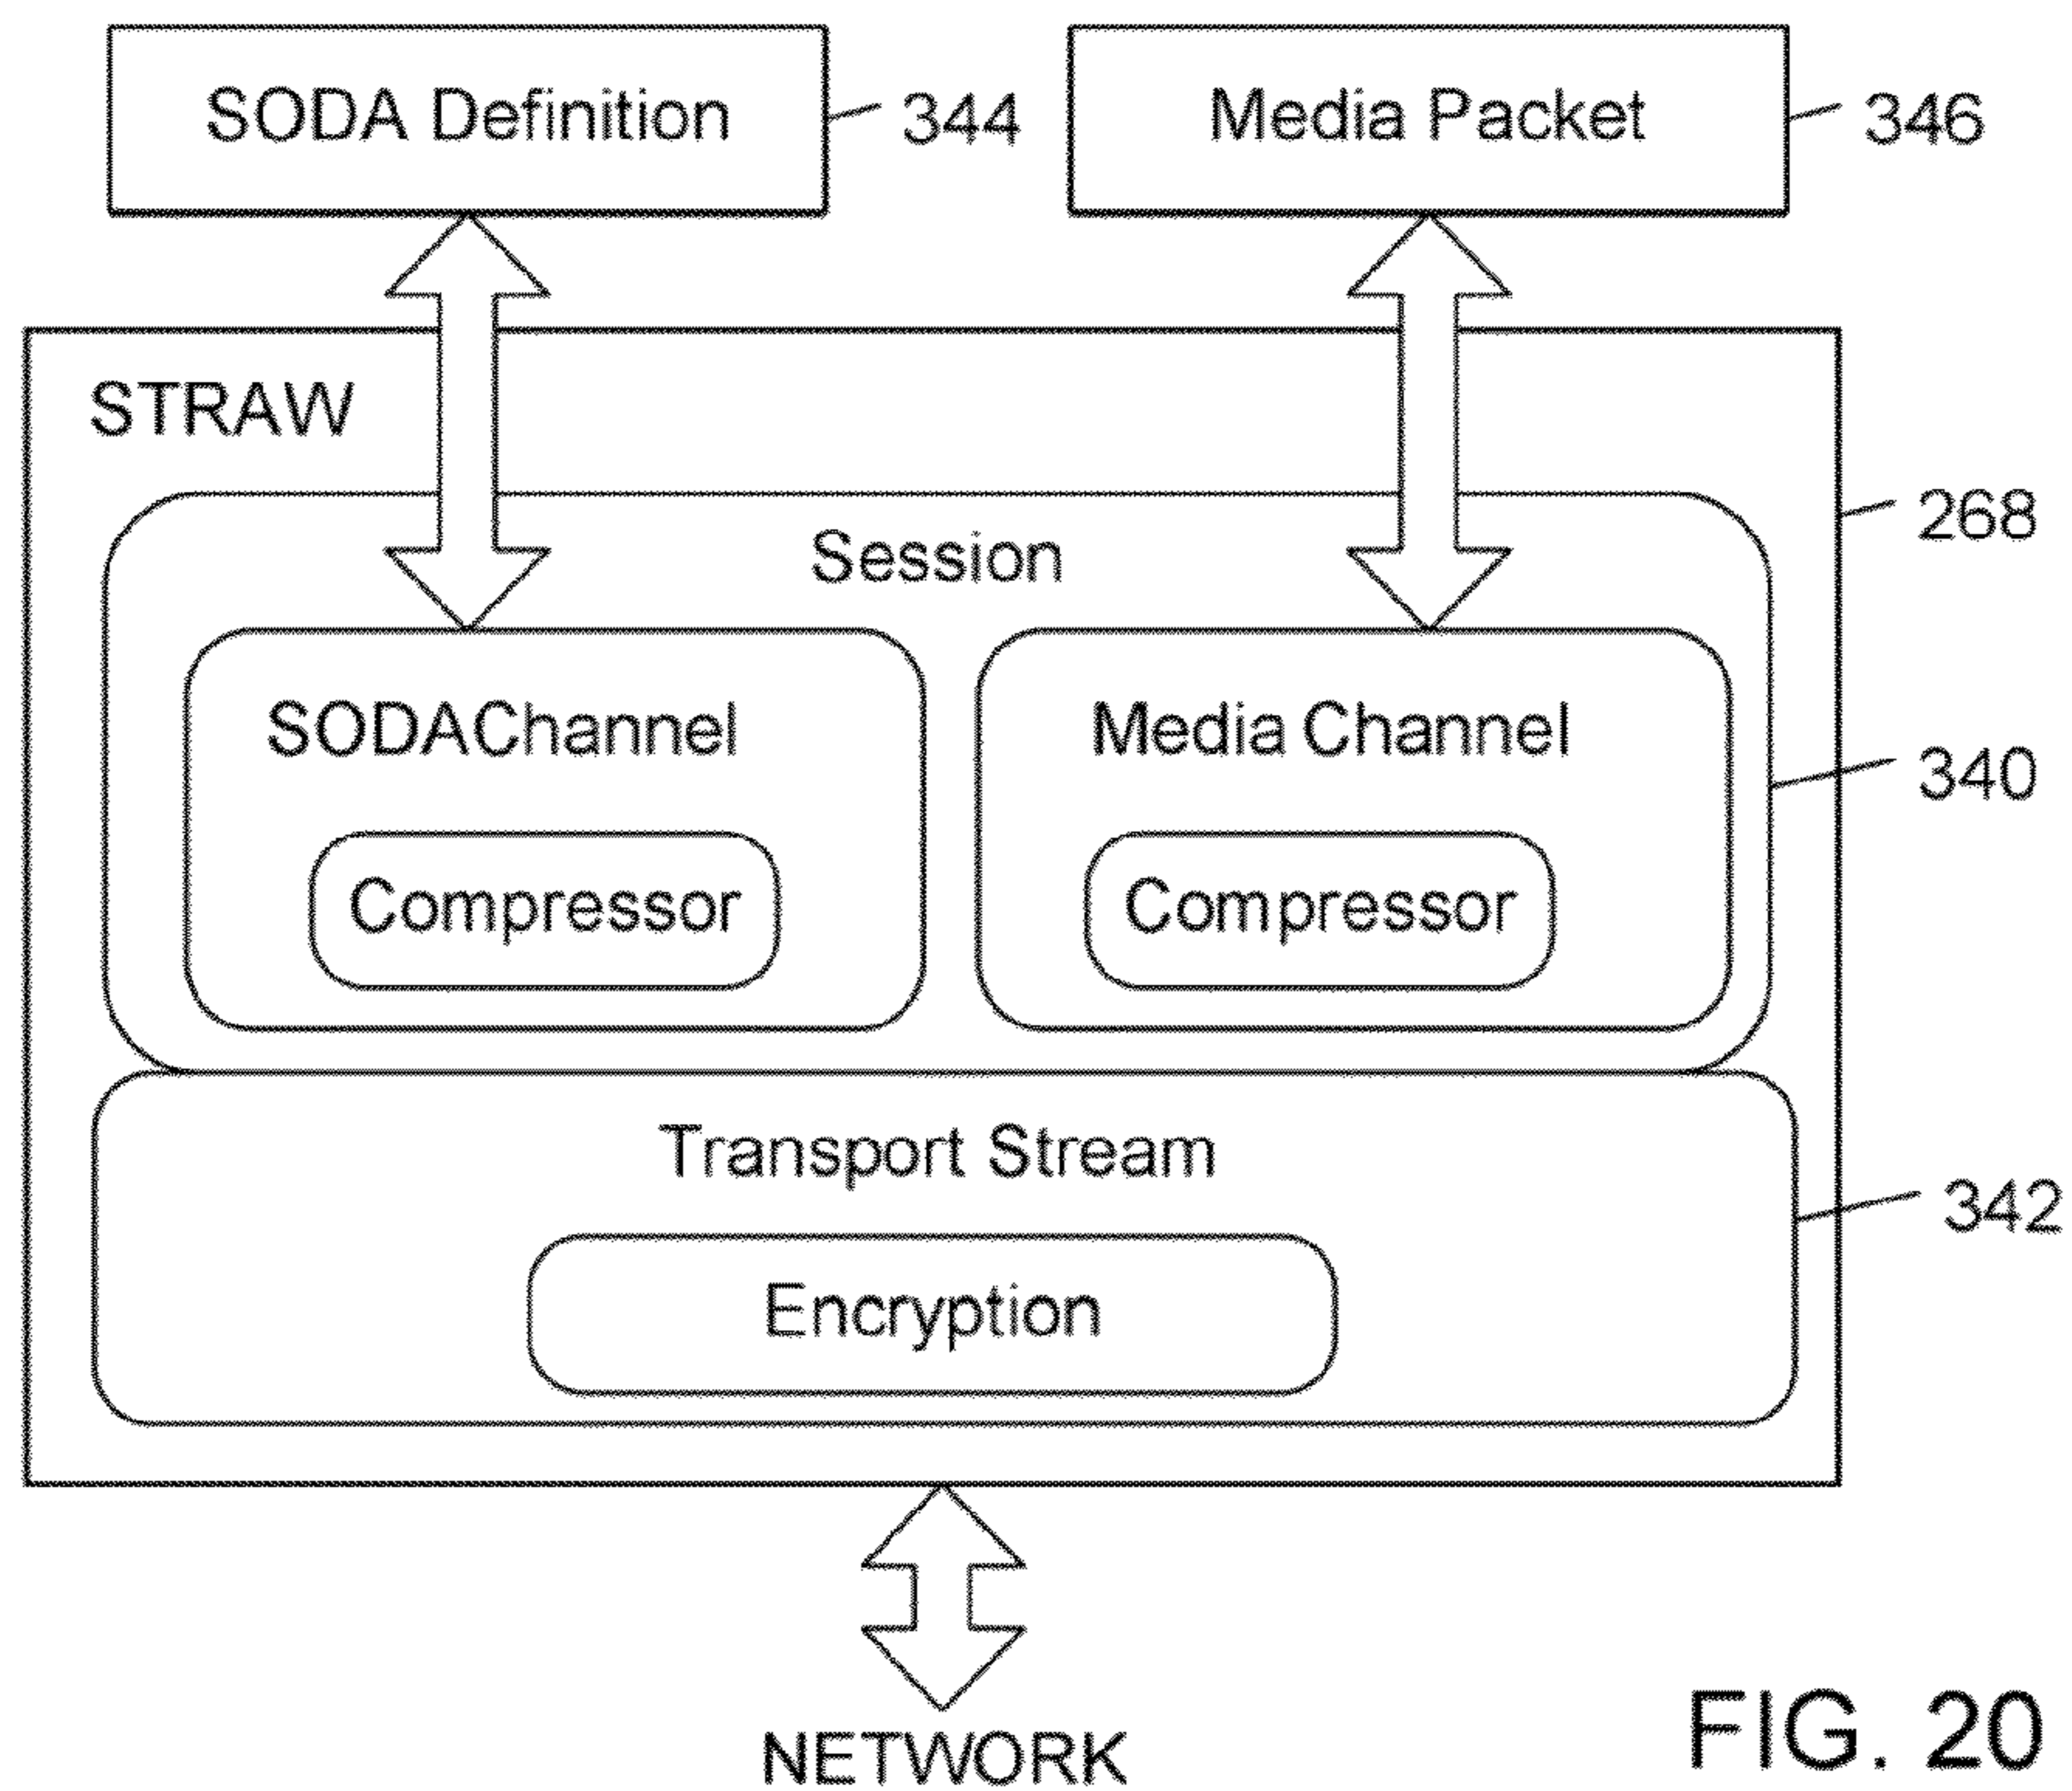 SODA Definition
344
Media Packet
346
STRAW
268
Session
SODAChannel
Media Channel
340
Compressor
Compressor
Transport Stream
342
Encryption
NETWORK
FIG. 20